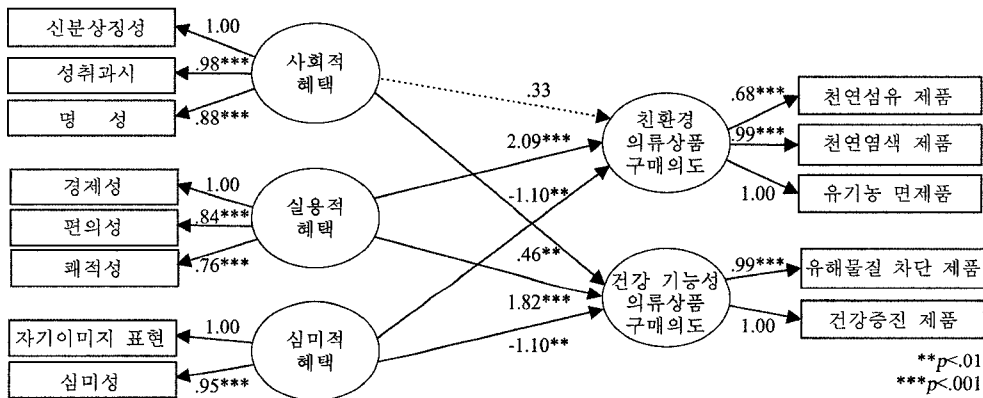 신분상징성
1.00
성취과시
.98***
명 성
.88***
사회적
혜택
경제성
1.00
편의성
.84***
쾌적성
.76***
실용적
혜택
자기이미지 표현
1.00
심미성
.95***
심미적
혜택
.33
2.09***
-1.10**
.46**
1.82***
-1.10**
친환경
의류상품
구매의도
.68***
천연섬유 제품
.99***
천연염색 제품
1.00
유기농 면제품
건강 기능성
의류상품
구매의도
.99***
유해물질 차단 제품
1.00
건강증진 제품
**p<.01
***p<.001